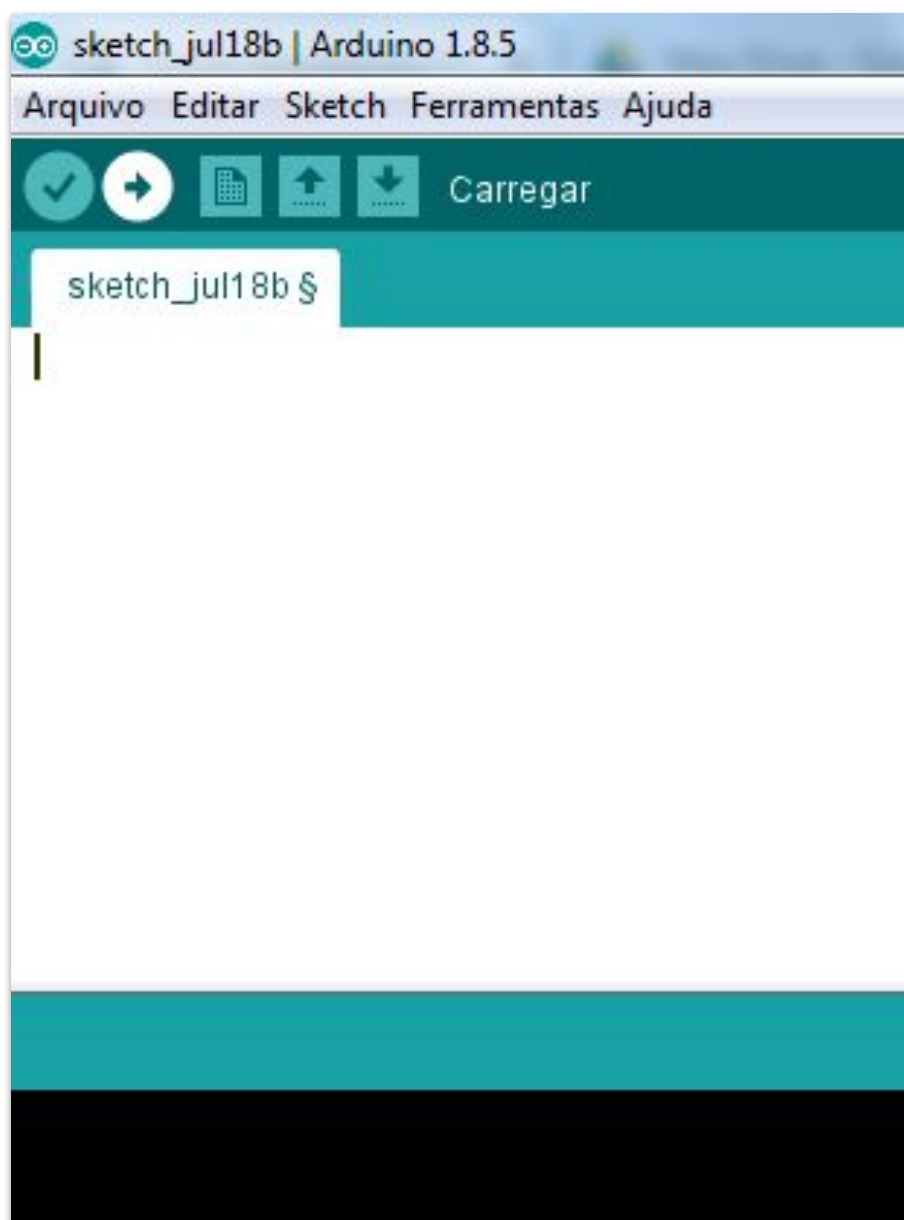 sketch_jul18b | Arduino 1.8.5
Arquivo Editar Sketch Ferramentas Ajuda
Carregar
sketch_jul18b §